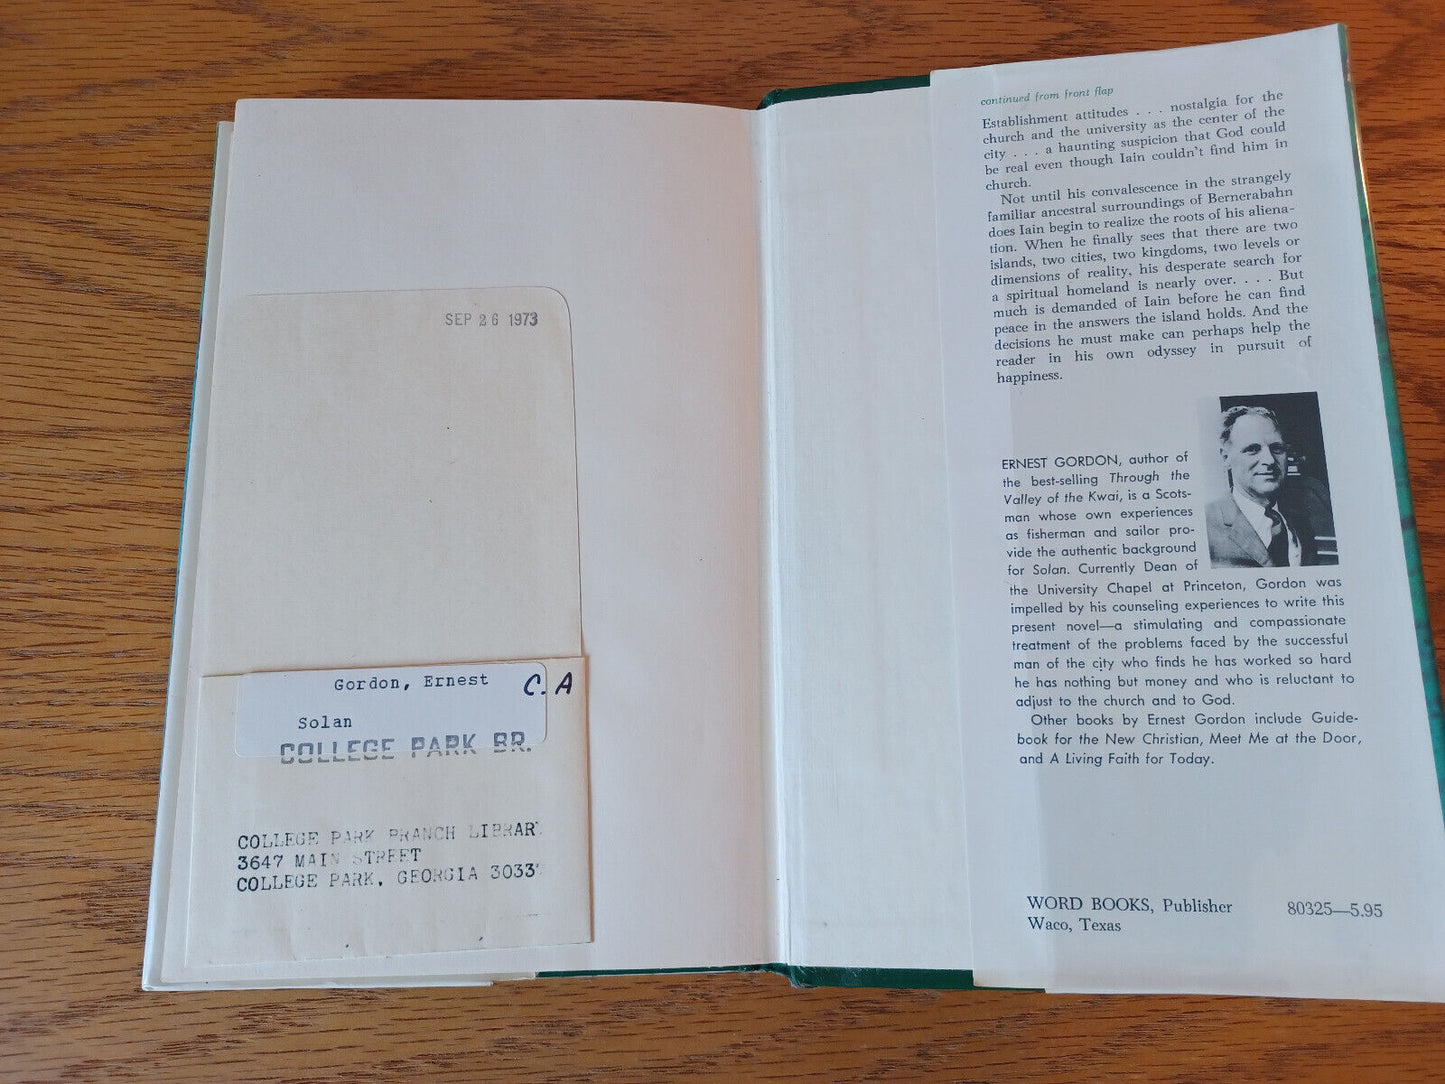 SEP 26 1973
Gordon, Ernest
C.A
Solan
COLLEGE PARK BR.
COLLEGE PARK BRANCH LIBRAR
3647 MAIN STREET
COLLEGE PARK, GEORGIA 3033
continued from front flap
Establishment attitudes . . . nostalgia for the
church and the university as the center of the
city . . . a haunting suspicion that God could
be real even though Iain couldn't find him in
church.
Not until his convalescence in the strangely
familiar ancestral surroundings of Bernerabahn
does Iain begin to realize the roots of his aliena-
tion. When he finally sees that there are two
islands, two cities, two kingdoms, two levels or
dimensions of reality, his desperate search for
a spiritual homeland is nearly over. . . . But
much is demanded of Iain before he can find
peace in the answers the island holds. And the
decisions he must make can perhaps help the
reader in his own odyssey in pursuit of
happiness.
ERNEST GORDON, author of
the best-selling Through the
Valley of the Kwai, is a Scots-
man whose own experiences
as fisherman and sailor pro-
vide the authentic background
for Solan. Currently Dean of
the University Chapel at Princeton, Gordon was
impelled by his counseling experiences to write this
present novel—a stimulating and compassionate
treatment of the problems faced by the successful
man of the city who finds he has worked so hard
he has nothing but money and who is reluctant to
adjust to the church and to God.
Other books by Ernest Gordon include Guide-
book for the New Christian, Meet Me at the Door,
and A Living Faith for Today.
WORD BOOKS, Publisher
Waco, Texas
80325—5.95